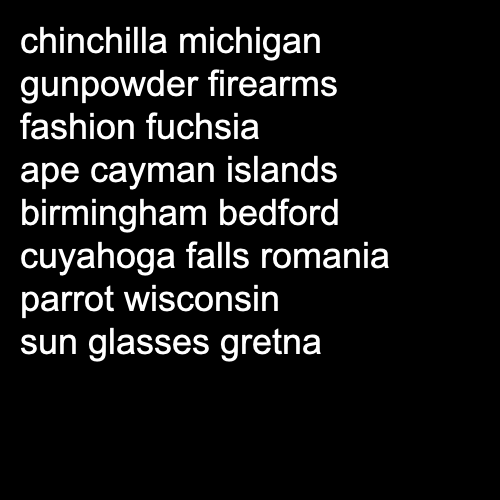 chinchilla michigan
gunpowder firearms
fashion fuchsia
ape cayman islands
birmingham bedford
cuyahoga falls romania
parrot wisconsin
sun glasses gretna